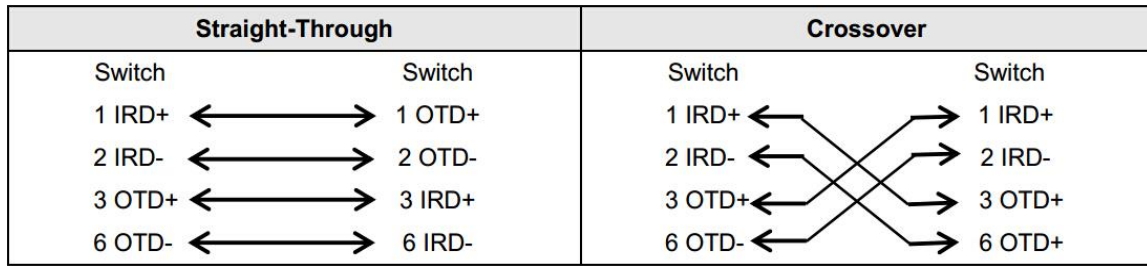 Straight-Through Crossover
Switch Switch Switch Switch
1 IRD+ 1 OTD+ 1 IRD+ 1 IRD+
2 IRD- 2 OTD- 2 IRD- 2 IRD-
3 OTD+ 3 IRD+ 3 OTD+ 3 OTD+
6 OTD- 6 IRD- 6 OTD- 6 OTD+